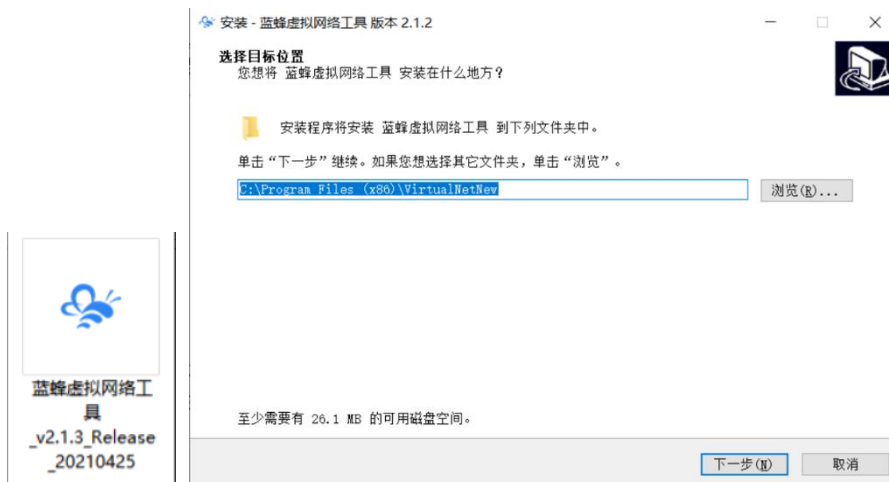 安装 - 蓝蜂虚拟网络工具 版本 2.1.2
选择目标位置
您想将 蓝蜂虚拟网络工具 安装在什么地方？
安装程序将安装 蓝蜂虚拟网络工具 到下列文件夹中。
单击“下一步”继续。如果您想选择其它文件夹，单击“浏览”。
C:\Program Files (x86)\VirtualNetNew
浏览(R)...
至少需要有 26.1 MB 的可用磁盘空间。
下一步(N)
取消
蓝蜂虚拟网络工
具
_v2.1.3_Release
_20210425